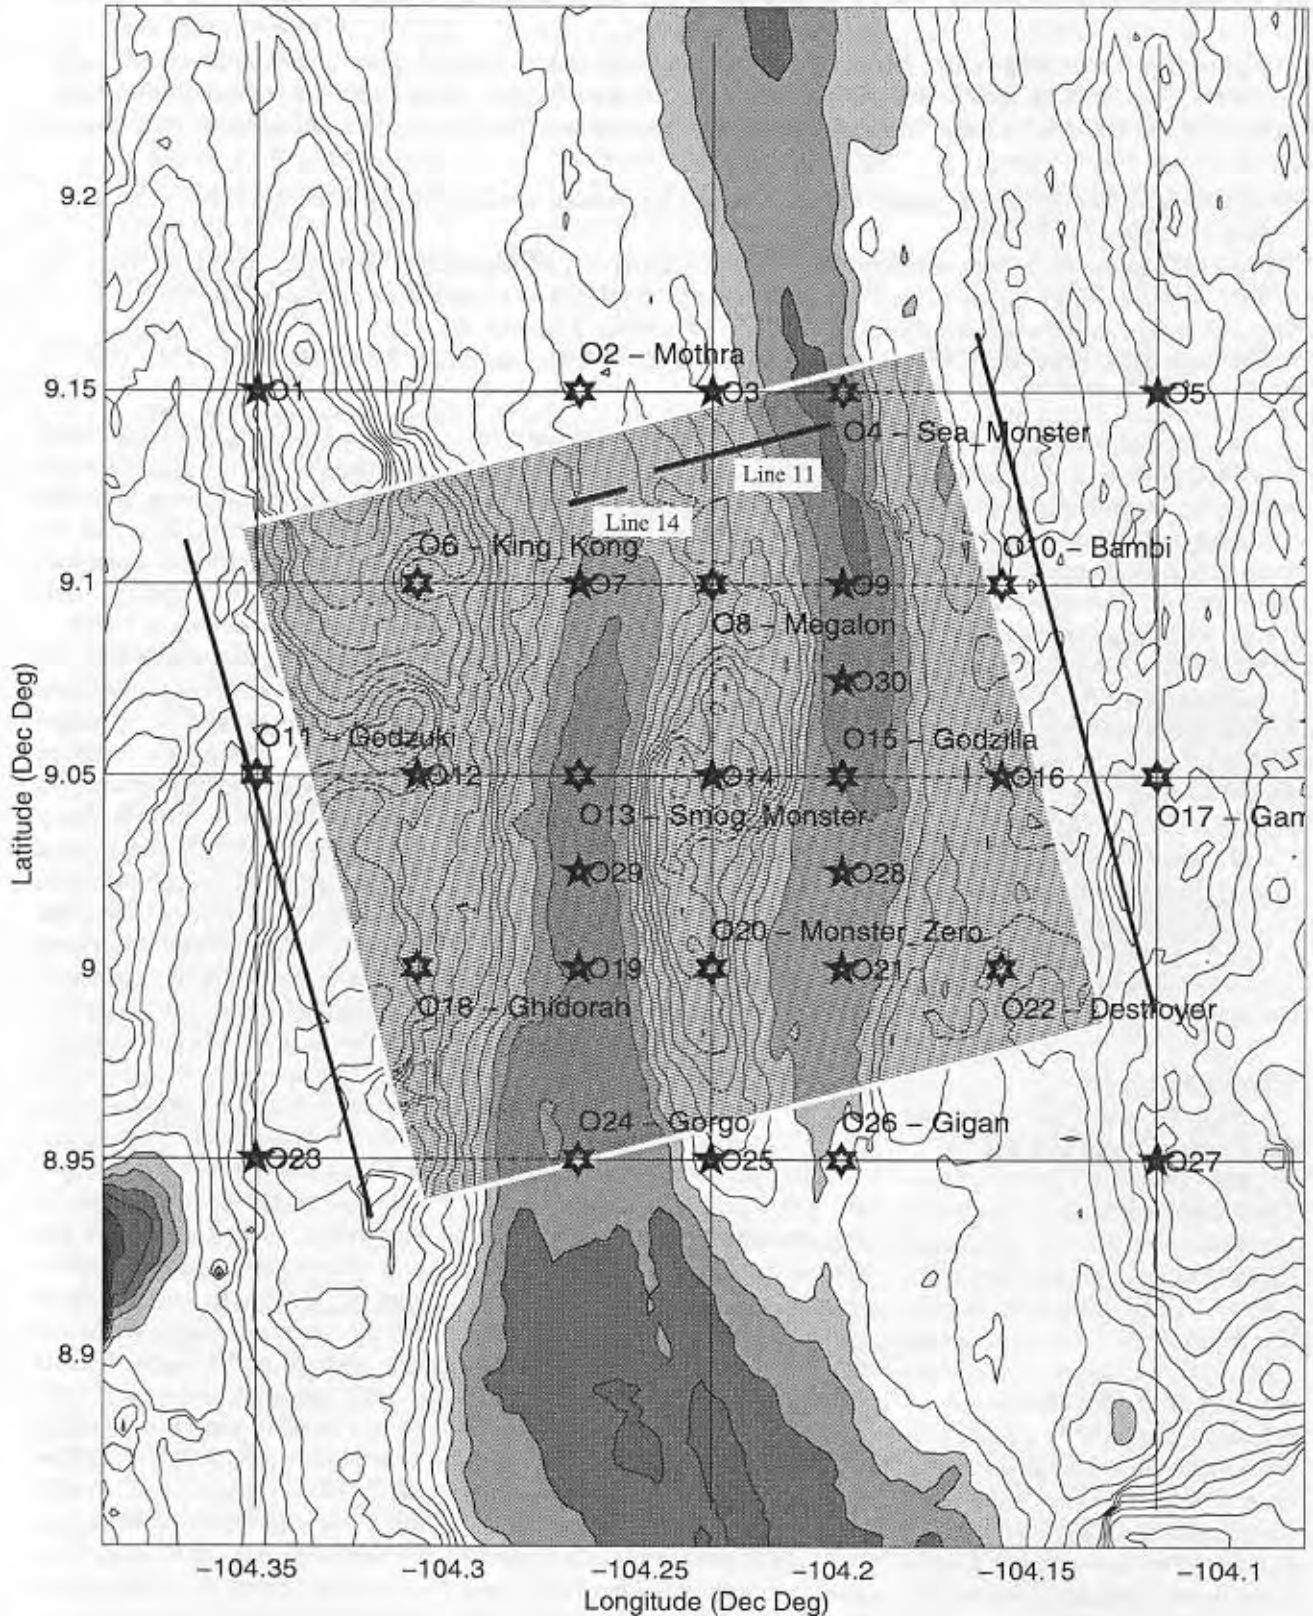 9.2
O2 – Mothra
9.15
O1
O3
O5
O4 – Sea_Monster
Line 11
Line 14
O6 – King_Kong
O10 – Bambi
9.1
O7
O9
O8 – Megalon
O30
O11 – Godzuki
O15 – Godzilla
9.05
O12
O14
O16
O13 – Smog_Monster
O17 – Gam
O29
O28
O20 – Monster_Zero
9
O19
O21
O18 – Ghidorah
O22 – Destroyer
O24 – Gorgo
O26 – Gigan
8.95
O23
O25
O27
8.9
Latitude (Dec Deg)
–104.35
–104.3
–104.25
–104.2
–104.15
–104.1
Longitude (Dec Deg)